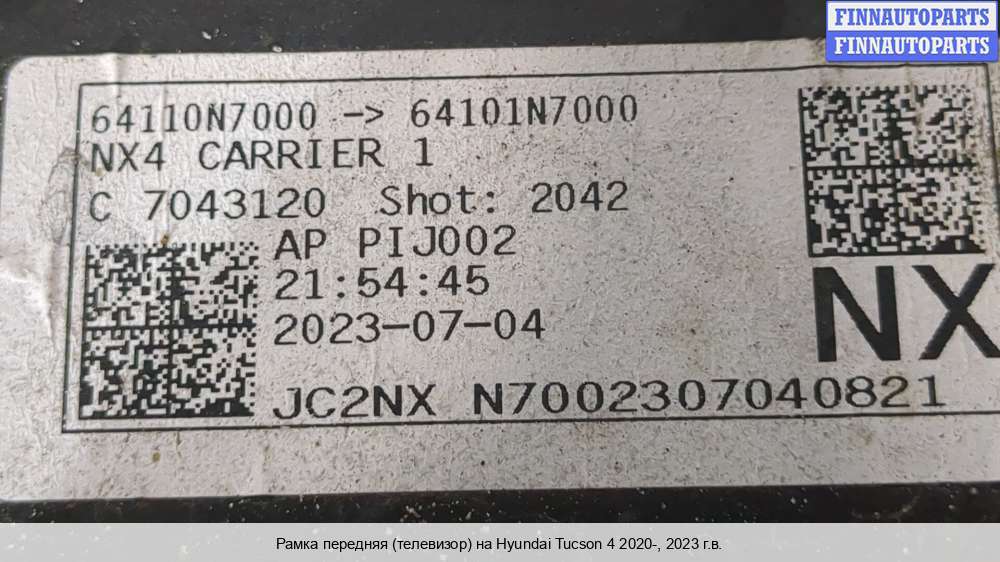 FINNAUTOPARTS
FINNAUTOPARTS
64110N7000 -> 64101N7000
NX4 CARRIER 1
C 7043120 Shot: 2042
AP PIJ002
21:54:45
2023-07-04
NX
JC2NX N7002307040821
Рамка передняя (телевизор) на Hyundai Tucson 4 2020-, 2023 г.в.